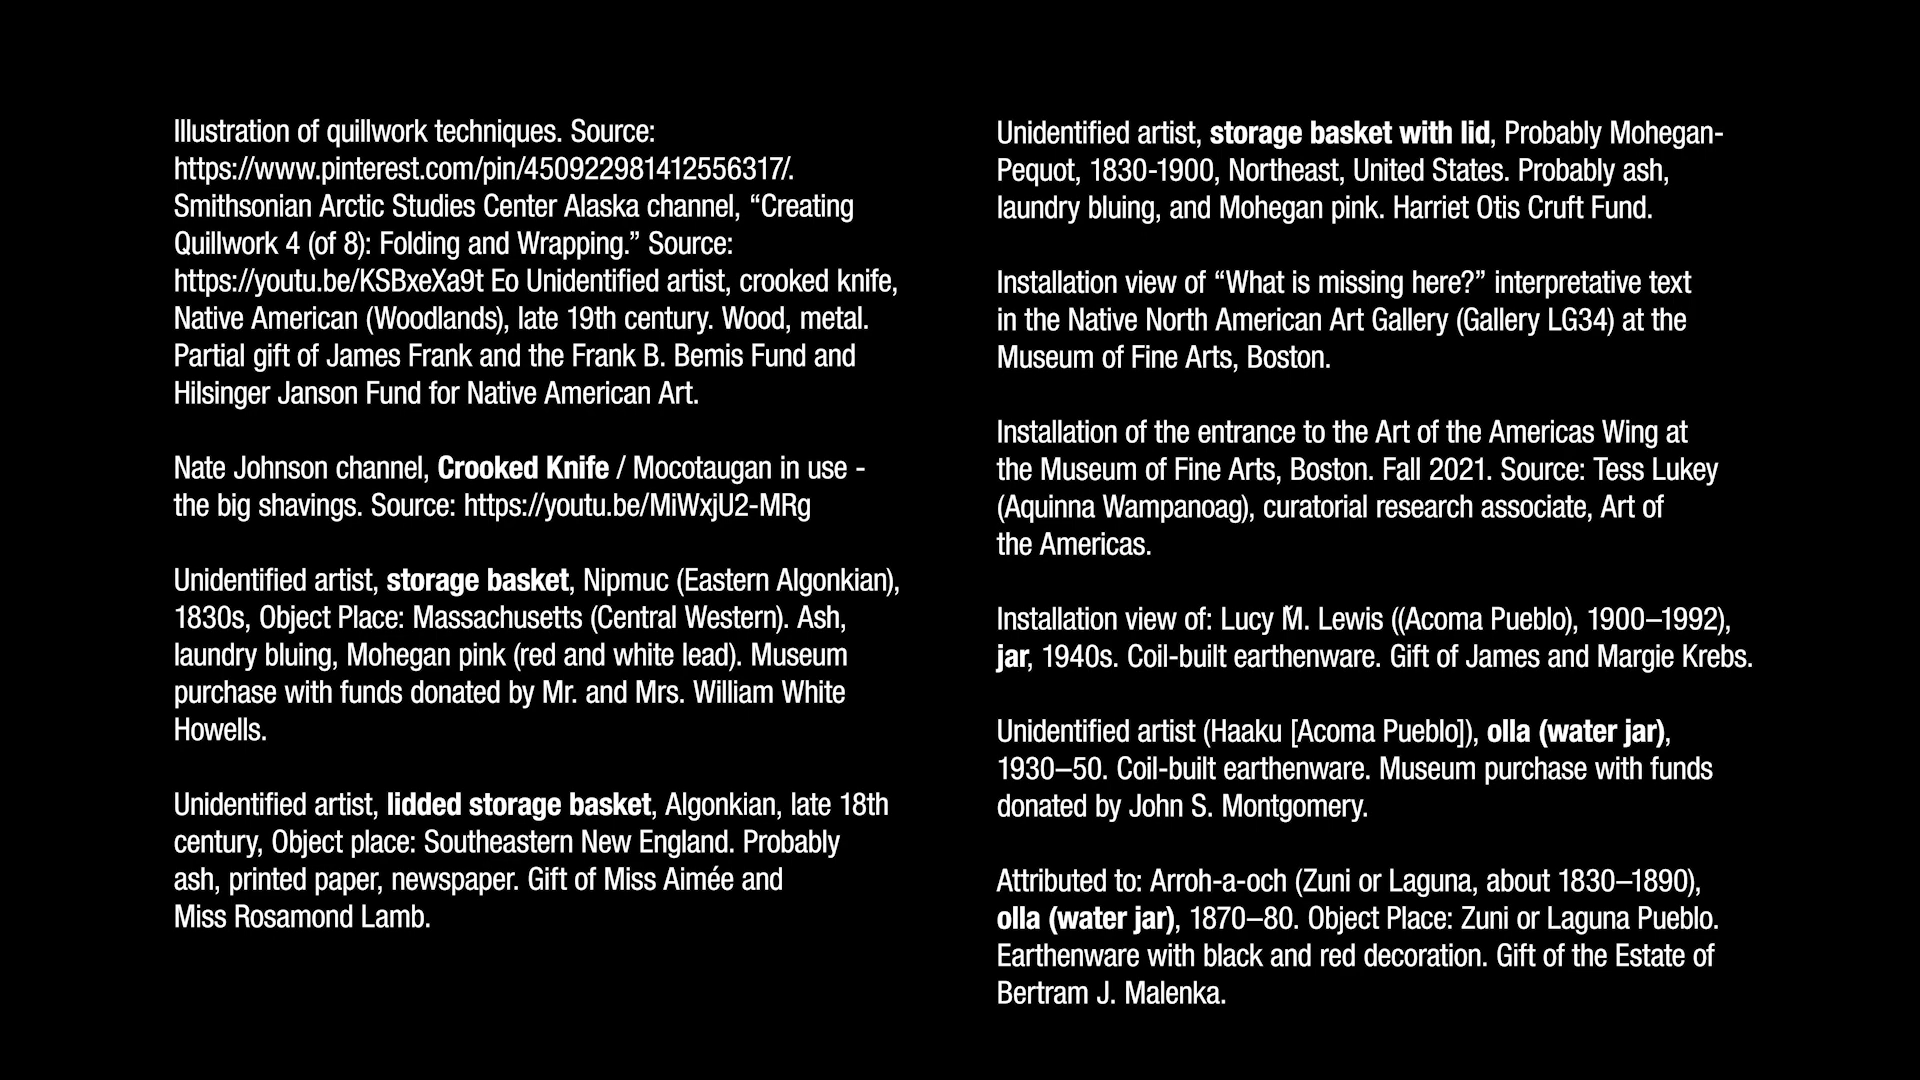 Illustration of quillwork techniques. Source:
https://www.pinterest.com/pin/450922981412556317/.
Smithsonian Arctic Studies Center Alaska channel, “Creating
Quillwork 4 (of 8): Folding and Wrapping.” Source:
https://youtu.be/KSBxeXa9t Eo Unidentified artist, crooked knife,
Native American (Woodlands), late 19th century. Wood, metal.
Partial gift of James Frank and the Frank B. Bemis Fund and
Hilsinger Janson Fund for Native American Art.
Nate Johnson channel, Crooked Knife / Mocotaugan in use -
the big shavings. Source: https://youtu.be/MiWxjU2-MRg
Unidentified artist, storage basket, Nipmuc (Eastern Algonkian),
1830s, Object Place: Massachusetts (Central Western). Ash,
laundry bluing, Mohegan pink (red and white lead). Museum
purchase with funds donated by Mr. and Mrs. William White
Howells.
Unidentified artist, lidded storage basket, Algonkian, late 18th
century, Object place: Southeastern New England. Probably
ash, printed paper, newspaper. Gift of Miss Aimée and
Miss Rosamond Lamb.
Unidentified artist, storage basket with lid, Probably Mohegan-
Pequot, 1830-1900, Northeast, United States. Probably ash,
laundry bluing, and Mohegan pink. Harriet Otis Cruft Fund.
Installation view of “What is missing here?” interpretative text
in the Native North American Art Gallery (Gallery LG34) at the
Museum of Fine Arts, Boston.
Installation of the entrance to the Art of the Americas Wing at
the Museum of Fine Arts, Boston. Fall 2021. Source: Tess Lukey
(Aquinna Wampanoag), curatorial research associate, Art of
the Americas.
Installation view of: Lucy M. Lewis ((Acoma Pueblo), 1900–1992),
jar, 1940s. Coil-built earthenware. Gift of James and Margie Krebs.
Unidentified artist (Haaku [Acoma Pueblo]), olla (water jar),
1930–50. Coil-built earthenware. Museum purchase with funds
donated by John S. Montgomery.
Attributed to: Arroh-a-och (Zuni or Laguna, about 1830–1890),
olla (water jar), 1870–80. Object Place: Zuni or Laguna Pueblo.
Earthenware with black and red decoration. Gift of the Estate of
Bertram J. Malenka.